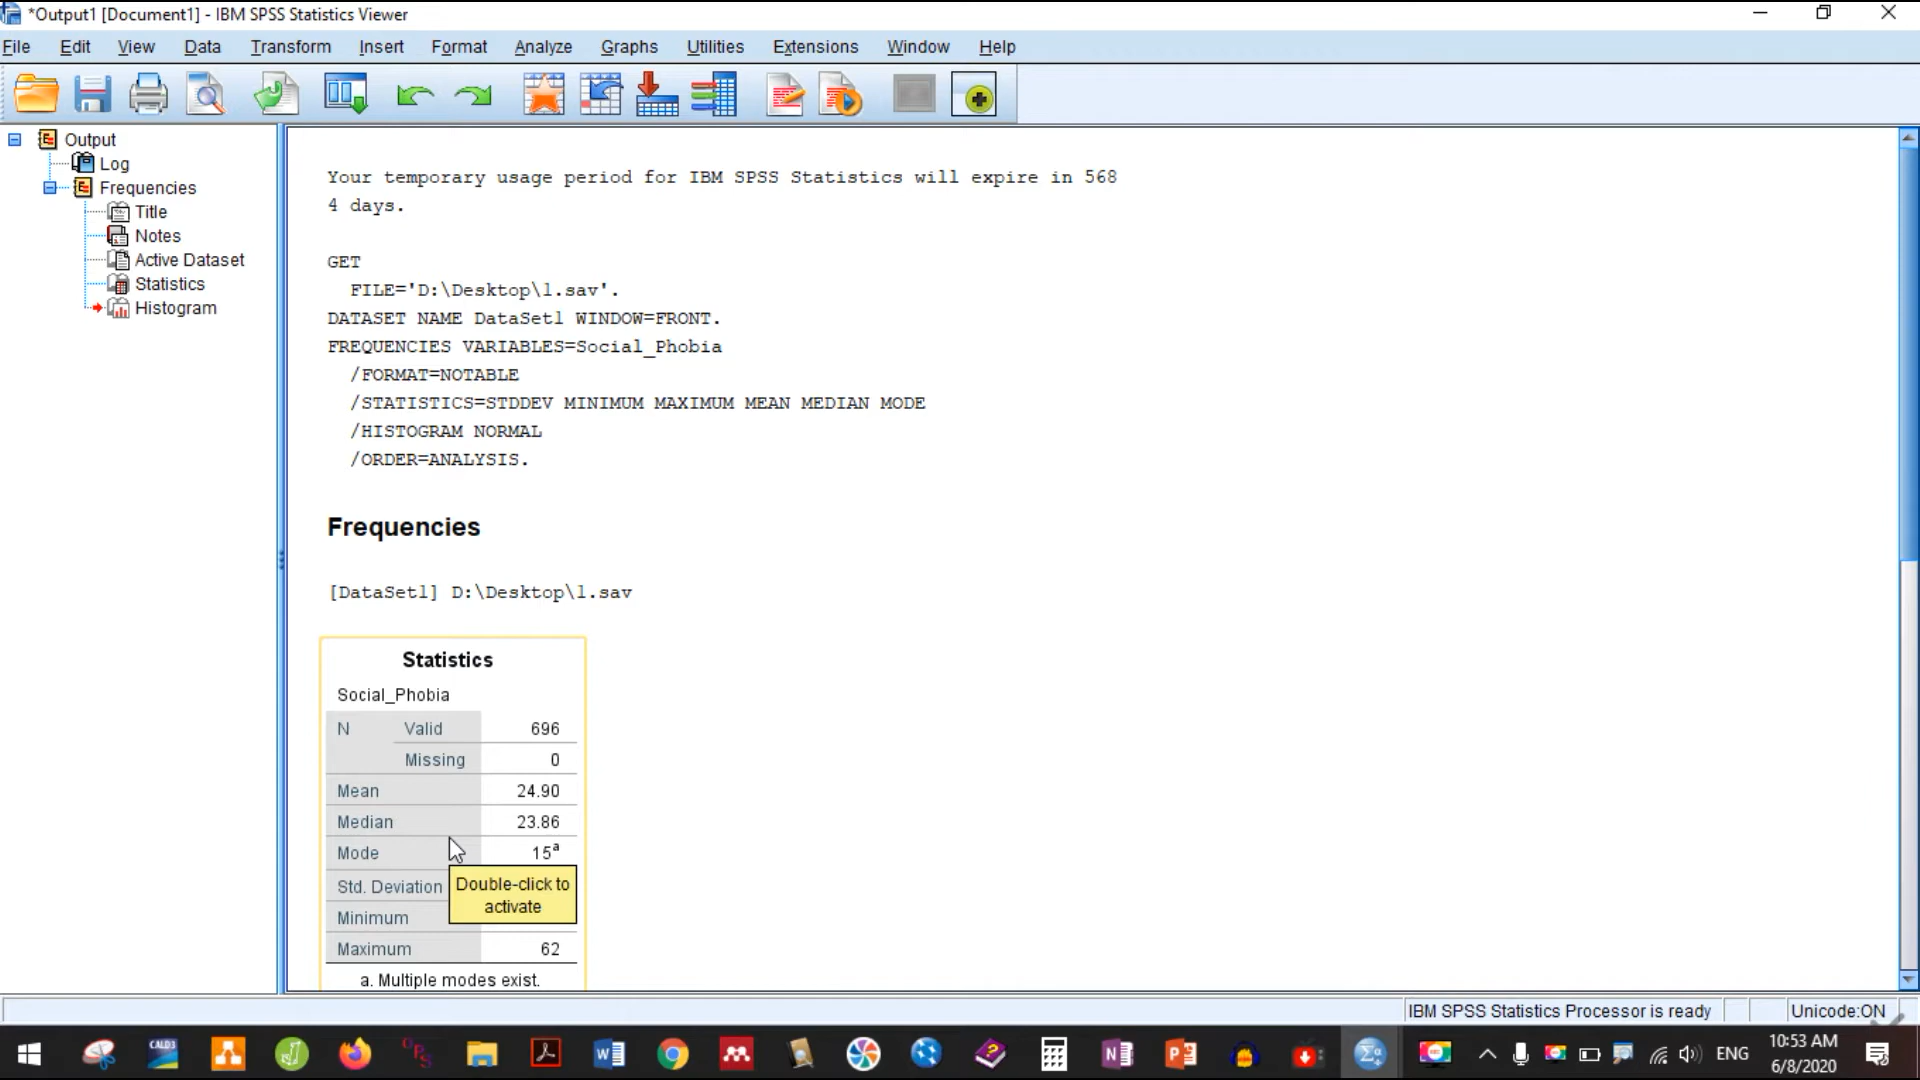 *Output1 [Document1] - IBM SPSS Statistics Viewer
File Edit View Data Transform Insert Format Analyze Graphs Utilities Extensions Window Help
Output
Log
Frequencies
Title
Notes
Active Dataset
Statistics
Histogram
Your temporary usage period for IBM SPSS Statistics will expire in 568
4 days.
GET
FILE='D:\Desktop\1.sav'.
DATASET NAME DataSet1 WINDOW=FRONT.
FREQUENCIES VARIABLES=Social_Phobia
/FORMAT=NOTABLE
/STATISTICS=STDDEV MINIMUM MAXIMUM MEAN MEDIAN MODE
/HISTOGRAM NORMAL
/ORDER=ANALYSIS.
Frequencies
[DataSet1] D:\Desktop\1.sav
Statistics
Social_Phobia
N Valid 696
Missing 0
Mean 24.90
Median 23.86
Mode 15a
Std. Deviation
Double-click to
activate
Minimum
Maximum 62
a. Multiple modes exist.
IBM SPSS Statistics Processor is ready Unicode:ON
CALD3
ENG
10:53 AM
6/8/2020